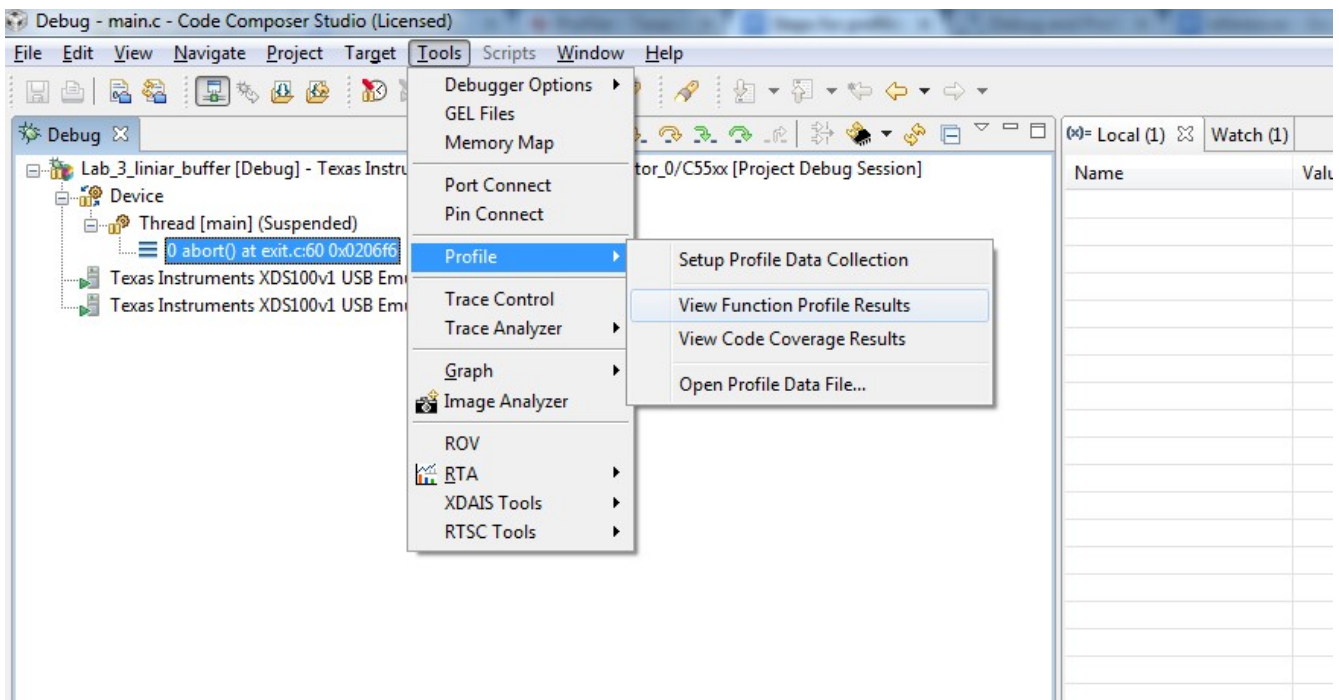 Debug - main.c - Code Composer Studio (Licensed)
File Edit View Navigate Project Target Tools Scripts Window Help
Debug
Local (1) Watch (1)
Lab_3_liniar_buffer [Debug] - Texas Instru
tor_0/C55xx [Project Debug Session]
Name Valu
Device
Thread [main] (Suspended)
0 abort() at exit.c:60 0x0206f6
Texas Instruments XDS100v1 USB Emu
Texas Instruments XDS100v1 USB Emu
Debugger Options
GEL Files
Memory Map
Port Connect
Pin Connect
Profile
Trace Control
Trace Analyzer
Graph
Image Analyzer
ROV
RTA
XDAIS Tools
RTSC Tools
Setup Profile Data Collection
View Function Profile Results
View Code Coverage Results
Open Profile Data File...